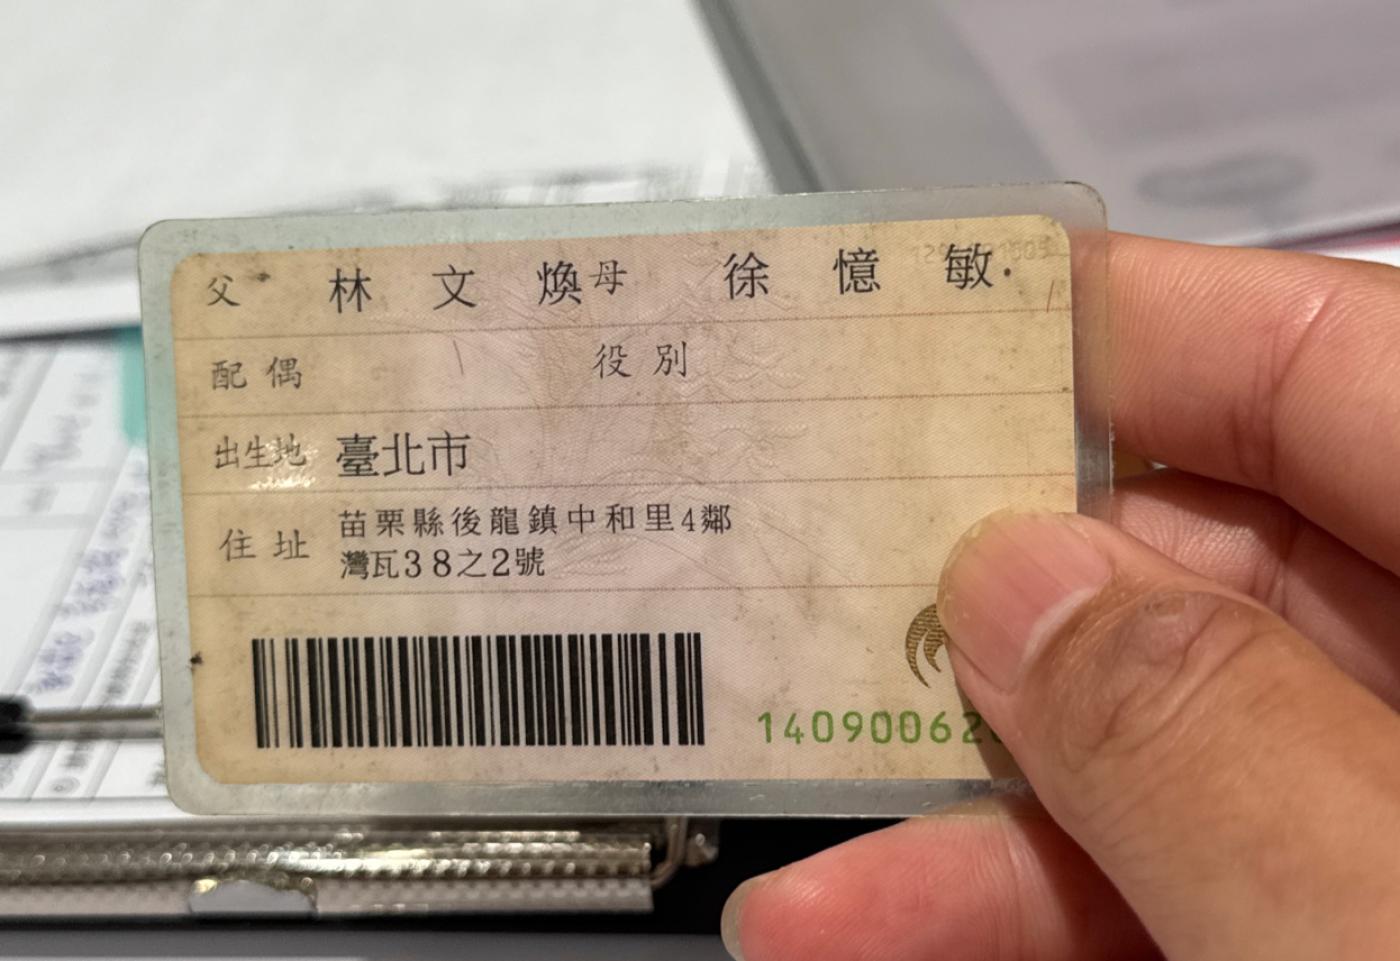 父 林文煥 母 徐憶敏
配偶 役別
出生地 臺北市
住址 苗栗縣後龍鎮中和里4鄰
灣瓦38之2號
14090062